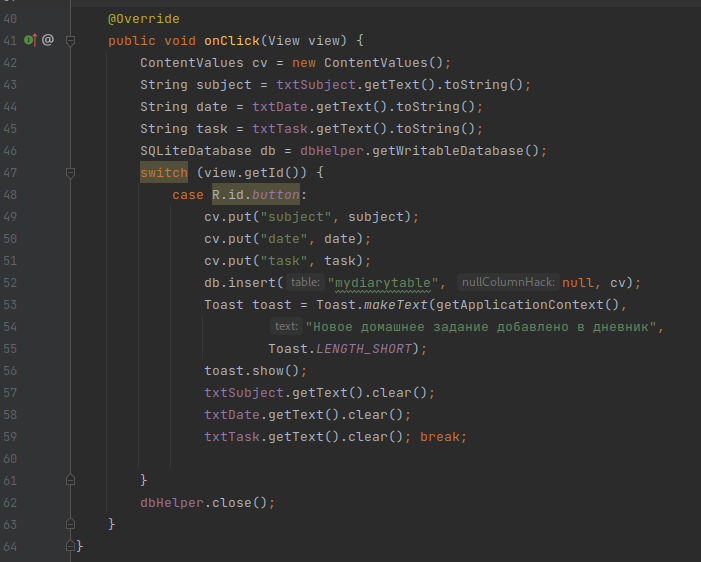 40 @Override
41 @ public void onClick(View view) {
42 ContentValues cv = new ContentValues();
43 String subject = txtSubject.getText().toString();
44 String date = txtDate.getText().toString();
45 String task = txtTask.getText().toString();
46 SQLiteDatabase db = dbHelper.getWritableDatabase();
47 switch (view.getId()) {
48 case R.id.button:
49 cv.put("subject", subject);
50 cv.put("date", date);
51 cv.put("task", task);
52 db.insert( table: "mydiarytable", nullColumnHack: null, cv);
53 Toast toast = Toast.makeText(getApplicationContext(),
54 text: "Новое домашнее задание добавлено в дневник",
55 Toast.LENGTH_SHORT);
56 toast.show();
57 txtSubject.getText().clear();
58 txtDate.getText().clear();
59 txtTask.getText().clear(); break;
60
61 }
62 dbHelper.close();
63 }
64 }